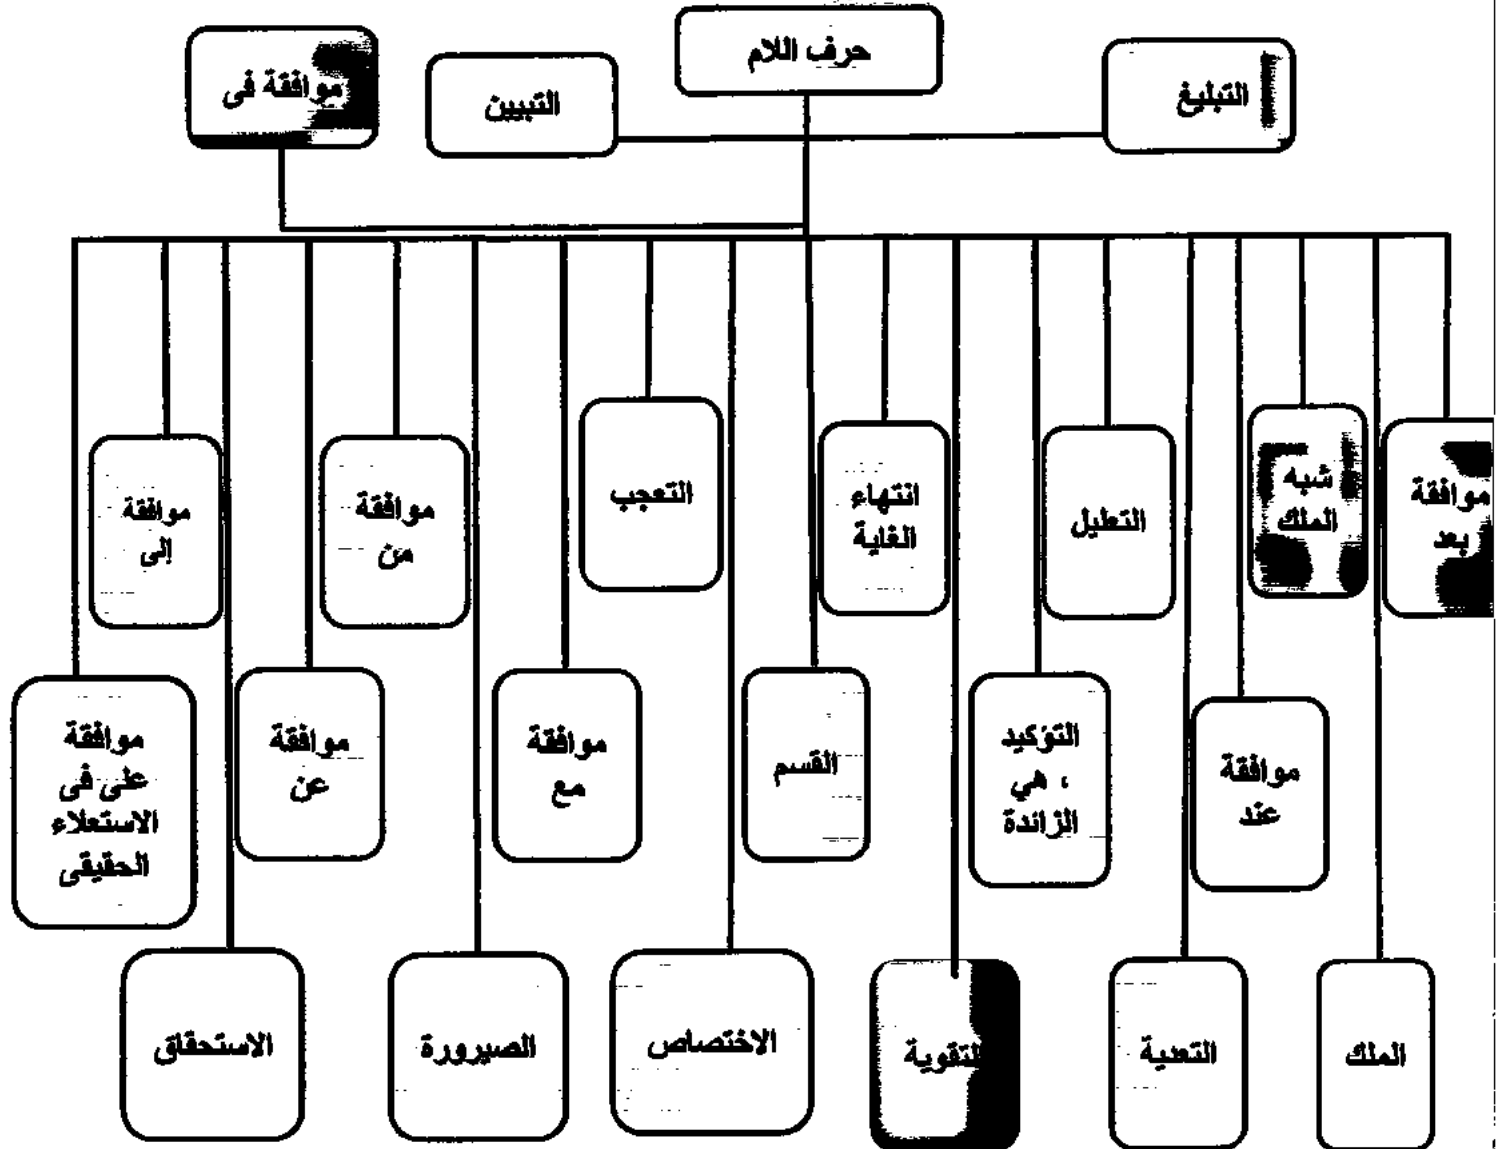 حرف اللام
التبليغ
التبيين
موافقة فى
موافقة
بعد
شبه
الملك
التعليل
انتهاء
الغاية
التعجب
موافقة
من
موافقة
إلى
موافقة
عند
التوكيد
، هي
الزائدة
القسم
موافقة
مع
موافقة
عن
موافقة
على فى
الاستعلاء
الحقيقى
الملك
التعدية
التقوية
الاختصاص
الصيرورة
الاستحقاق